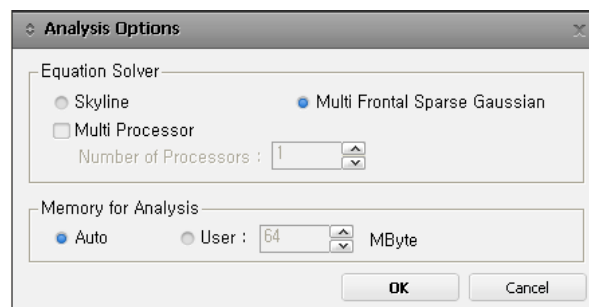 Analysis Options
Equation Solver
Skyline Multi Frontal Sparse Gaussian
Multi Processor
Number of Processors : 1
Memory for Analysis
Auto User : 64 MByte
OK Cancel